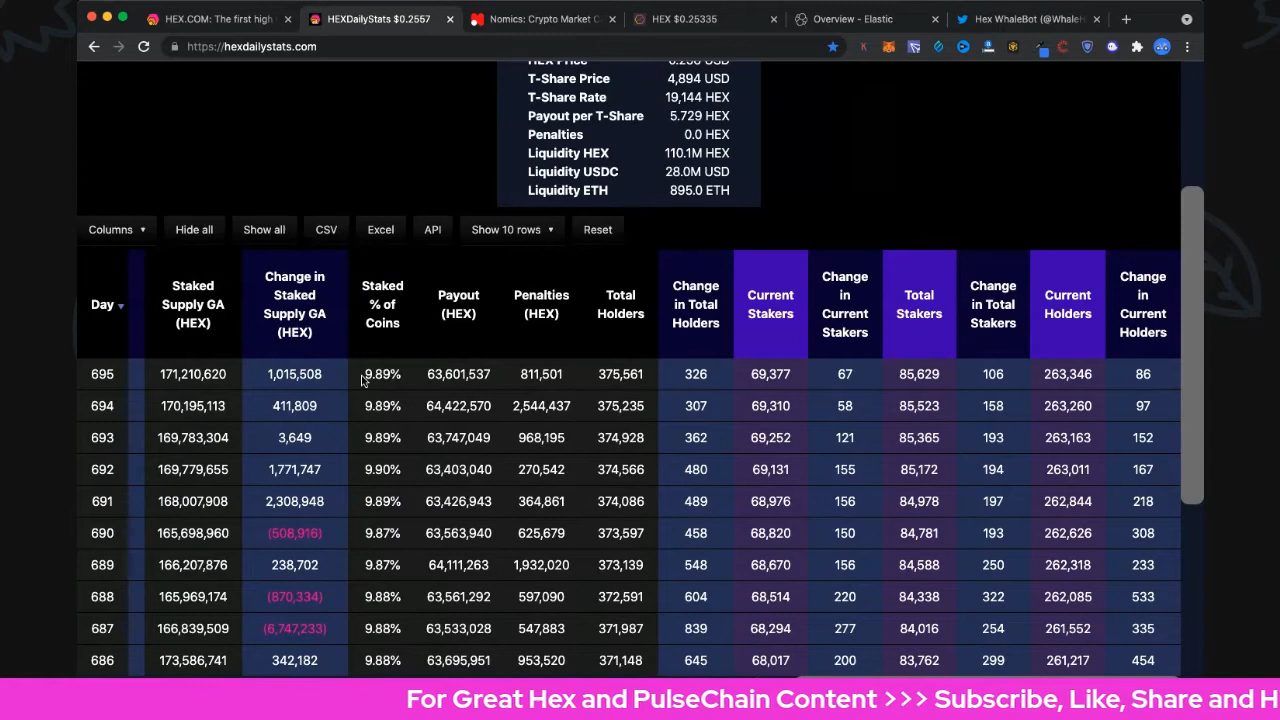 HEX.COM: The first high
HEXDailyStats $0.2557
Nomics: Crypto Market C
HEX $0.25335
Overview - Elastic
Hex WhaleBot (@WhaleH
https://hexdailystats.com
T-Share Price 4,894 USD
T-Share Rate 19,144 HEX
Payout per T-Share 5.729 HEX
Penalties 0.0 HEX
Liquidity HEX 110.1M HEX
Liquidity USDC 28.0M USD
Liquidity ETH 895.0 ETH
Columns Hide all Show all CSV Excel API Show 10 rows Reset
Day Staked Supply GA (HEX) Change in Staked Supply GA (HEX) Staked % of Coins Payout (HEX) Penalties (HEX) Total Holders Change in Total Holders Current Stakers Change in Current Stakers Total Stakers Change in Total Stakers Current Holders Change in Current Holders
695 171,210,620 1,015,508 9.89% 63,601,537 811,501 375,561 326 69,377 67 85,629 106 263,346 86
694 170,195,113 411,809 9.89% 64,422,570 2,544,437 375,235 307 69,310 58 85,523 158 263,260 97
693 169,783,304 3,649 9.89% 63,747,049 968,195 374,928 362 69,252 121 85,365 193 263,163 152
692 169,779,655 1,771,747 9.90% 63,403,040 270,542 374,566 480 69,131 155 85,172 194 263,011 167
691 168,007,908 2,308,948 9.89% 63,426,943 364,861 374,086 489 68,976 156 84,978 197 262,844 218
690 165,698,960 (508,916) 9.87% 63,563,940 625,679 373,597 458 68,820 150 84,781 193 262,626 308
689 166,207,876 238,702 9.87% 64,111,263 1,932,020 373,139 548 68,670 156 84,588 250 262,318 233
688 165,969,174 (870,334) 9.88% 63,561,292 597,090 372,591 604 68,514 220 84,338 322 262,085 533
687 166,839,509 (6,747,233) 9.88% 63,533,028 547,883 371,987 839 68,294 277 84,016 254 261,552 335
686 173,586,741 342,182 9.88% 63,695,951 953,520 371,148 645 68,017 200 83,762 299 261,217 454
For Great Hex and PulseChain Content >>> Subscribe, Like, Share and H